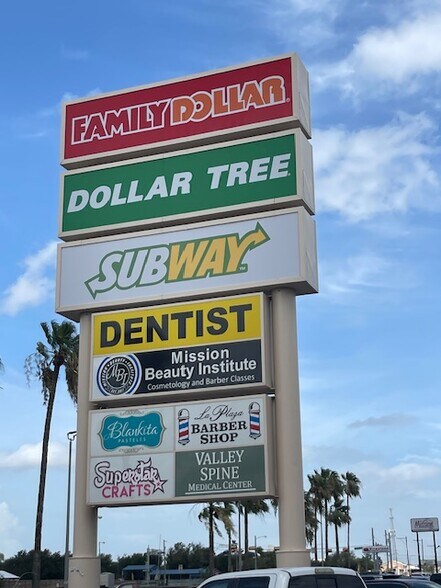 FAMILY DOLLAR
DOLLAR TREE
SUBWAY
DENTIST
Mission
Beauty Institute
Cosmetology and Barber Classes
Blankita
PASTELES
La Plaza
BARBER
SHOP
Superstar
CRAFTS
VALLEY
SPINE
MEDICAL CENTER